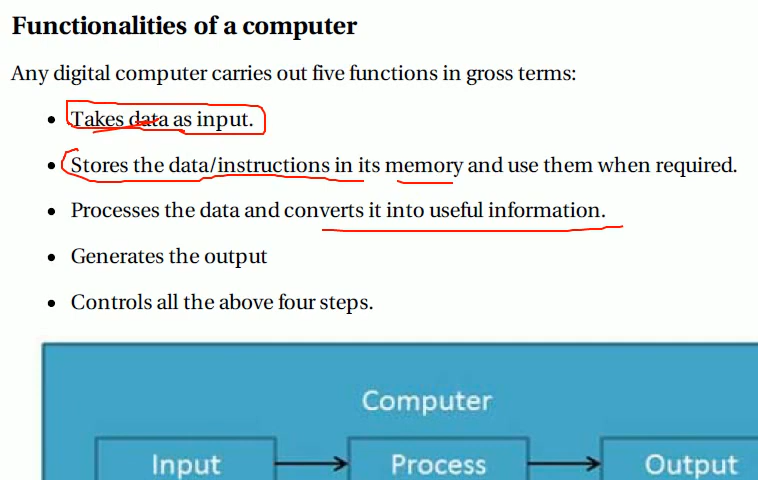 Functionalities of a computer
Any digital computer carries out five functions in gross terms:
• Takes data as input.
• Stores the data/instructions in its memory and use them when required.
• Processes the data and converts it into useful information.
• Generates the output
• Controls all the above four steps.
Computer
Input Process Output